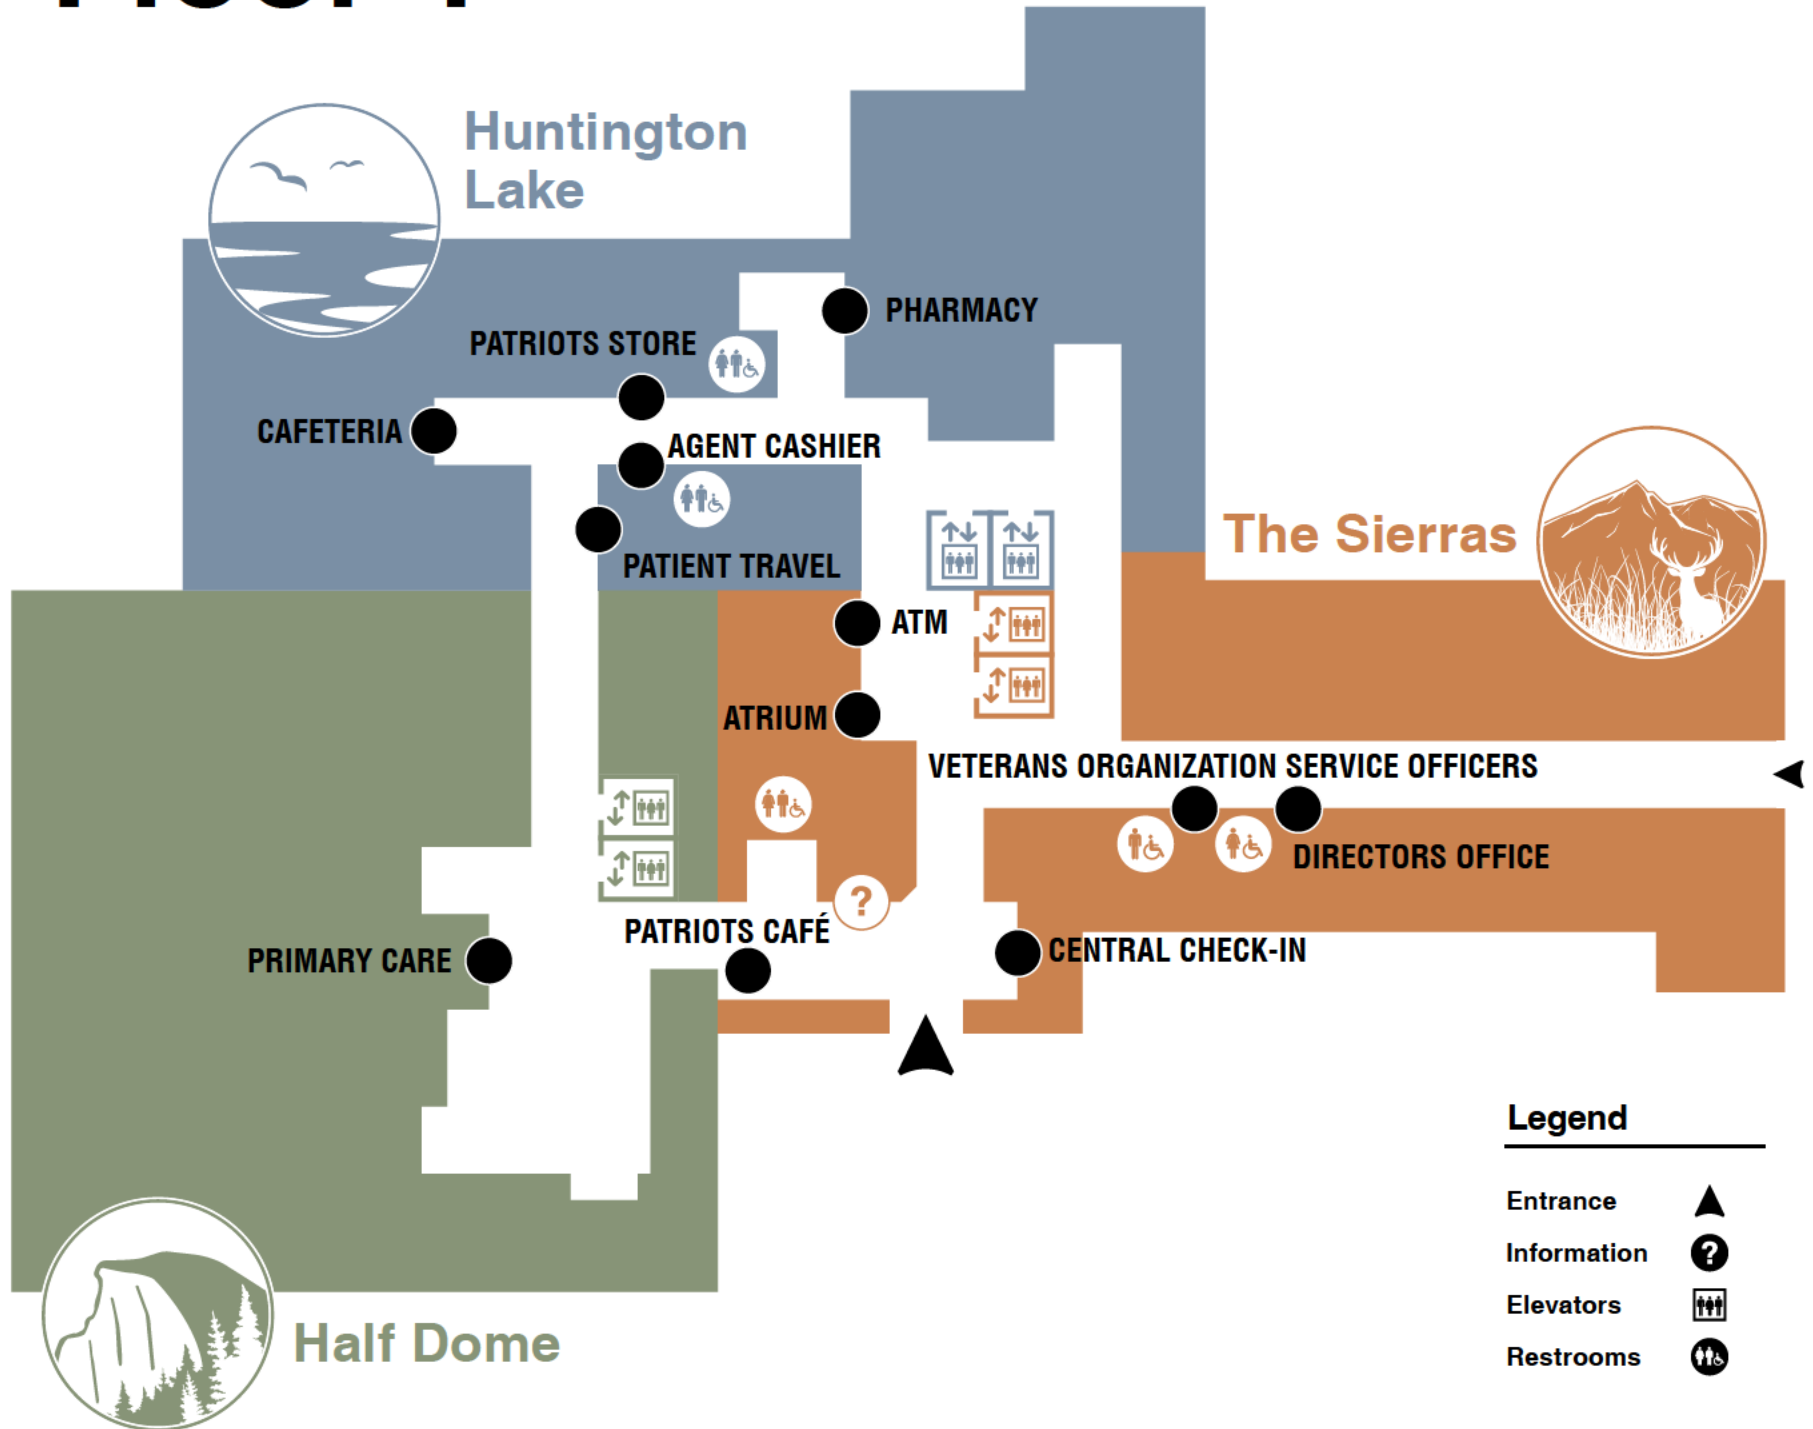 Huntington
Lake
PHARMACY
PATRIOTS STORE
CAFETERIA
AGENT CASHIER
The Sierras
PATIENT TRAVEL
ATM
ATRIUM
VETERANS ORGANIZATION SERVICE OFFICERS
DIRECTORS OFFICE
?
PATRIOTS CAFÉ
CENTRAL CHECK-IN
PRIMARY CARE
Half Dome
Legend
Entrance
Information ?
Elevators
Restrooms